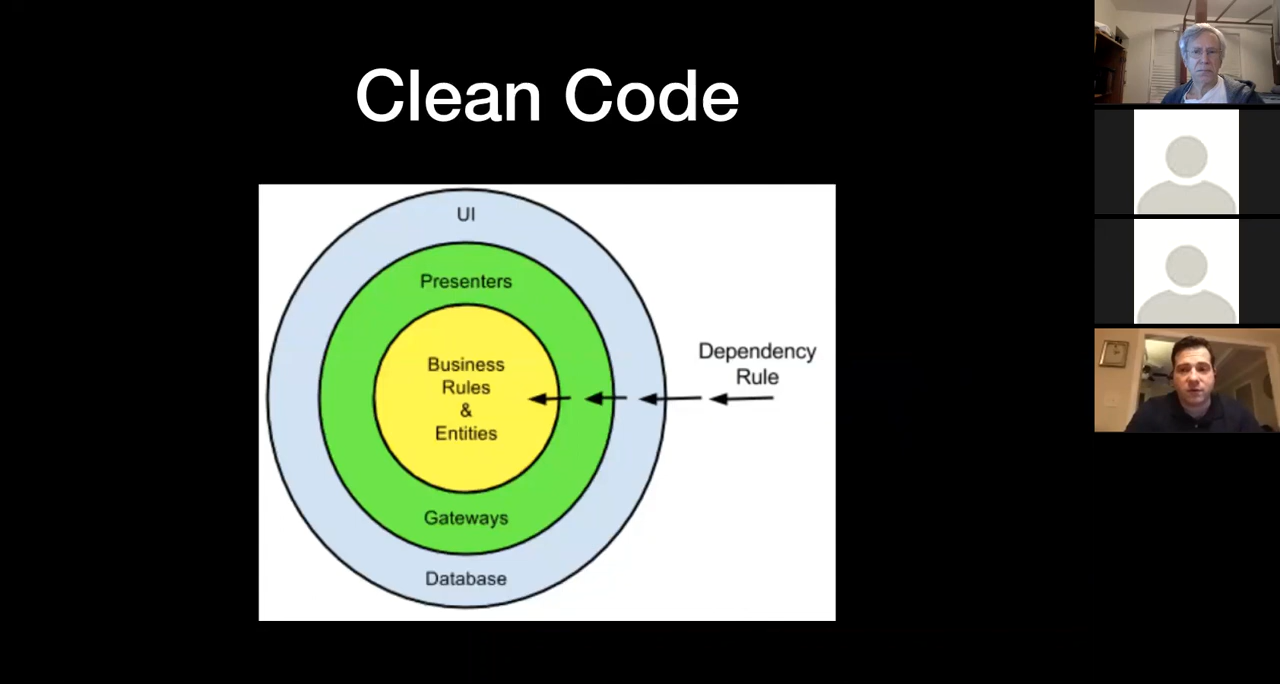 Clean Code
UI
Presenters
Business
Rules
&
Entities
Gateways
Database
Dependency
Rule